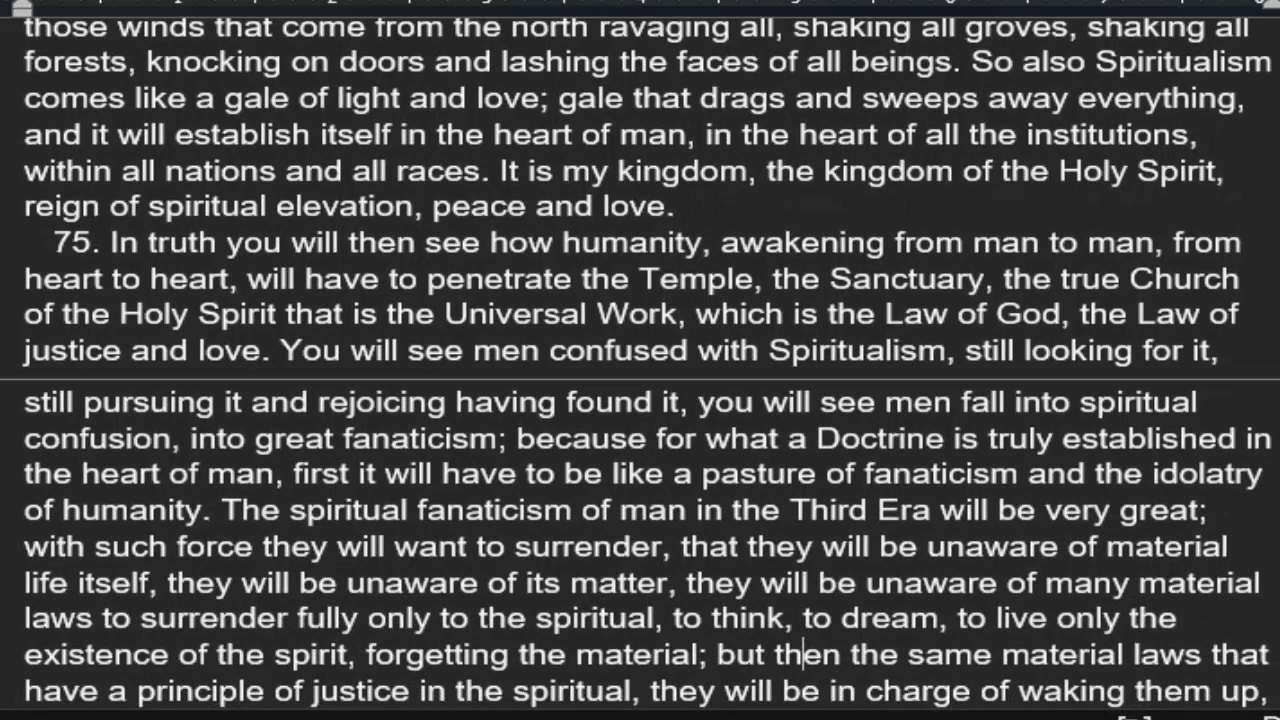 those winds that come from the north ravaging all, shaking all groves, shaking all
forests, knocking on doors and lashing the faces of all beings. So also Spiritualism
comes like a gale of light and love; gale that drags and sweeps away everything,
and it will establish itself in the heart of man, in the heart of all the institutions,
within all nations and all races. It is my kingdom, the kingdom of the Holy Spirit,
reign of spiritual elevation, peace and love.
75. In truth you will then see how humanity, awakening from man to man, from
heart to heart, will have to penetrate the Temple, the Sanctuary, the true Church
of the Holy Spirit that is the Universal Work, which is the Law of God, the Law of
justice and love. You will see men confused with Spiritualism, still looking for it,
still pursuing it and rejoicing having found it, you will see men fall into spiritual
confusion, into great fanaticism; because for what a Doctrine is truly established in
the heart of man, first it will have to be like a pasture of fanaticism and the idolatry
of humanity. The spiritual fanaticism of man in the Third Era will be very great;
with such force they will want to surrender, that they will be unaware of material
life itself, they will be unaware of its matter, they will be unaware of many material
laws to surrender fully only to the spiritual, to think, to dream, to live only the
existence of the spirit, forgetting the material; but then the same material laws that
have a principle of justice in the spiritual, they will be in charge of waking them up,